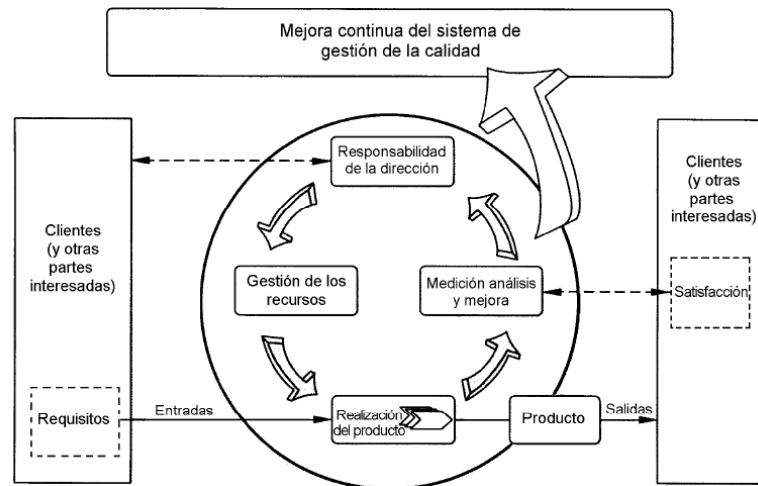 Mejora continua del sistema de
gestión de la calidad
Responsabilidad
de la dirección
Clientes
(y otras
partes
interesadas)
Clientes
(y otras
partes
interesadas)
Gestión de los
recursos
Medición análisis
y mejora
Satisfacción
Requisitos
Entradas
Realización
del producto
Producto
Salidas